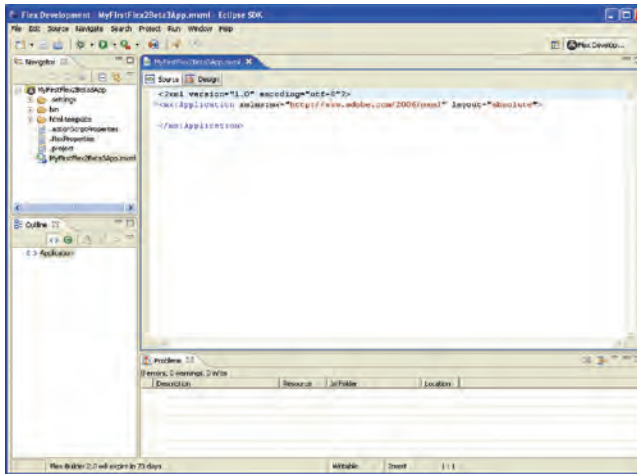 Flex Development - MyFirstFlex2Beta3App.mxml - Eclipse SDK
File Edit Source Navigate Search Project Run Window Help
Flex Develop...
Navigator
MyFirstFlex2Beta3App.mxml
Source Design
MyFirstFlex2Beta3App
.settings
bin
html-template
.actionScriptProperties
.flexProperties
.project
MyFirstFlex2Beta3App.mxml
<?xml version="1.0" encoding="utf-8"?>
<mx:Application xmlns:mx="http://www.adobe.com/2006/mxml" layout="absolute">
</mx:Application>
Outline
Application
Problems
0 errors, 0 warnings, 0 infos
Description Resource In Folder Location
Flex Builder 2.0 will expire in 73 days Writable Insert 1 : 1